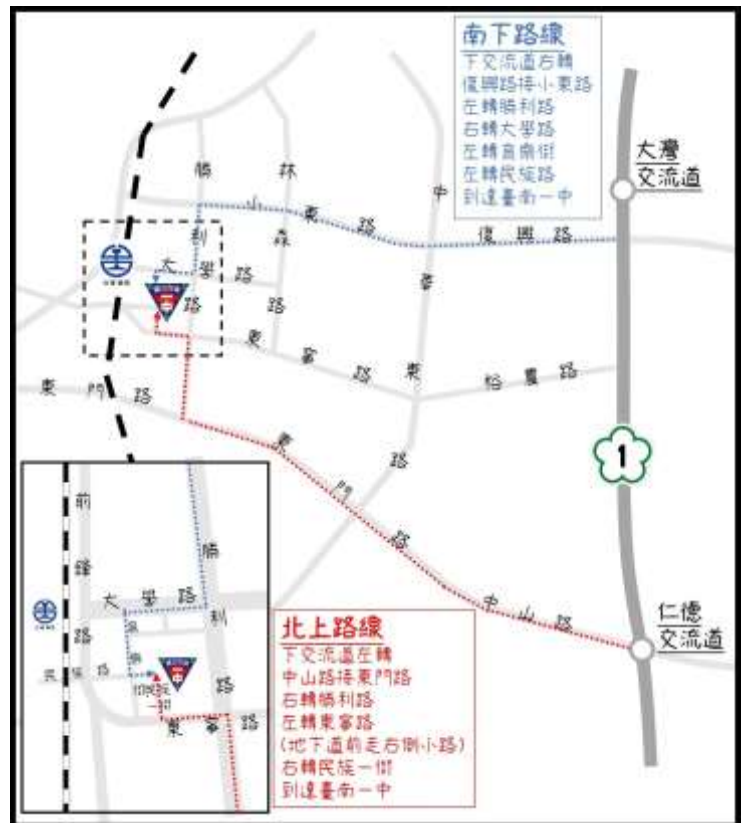 南下路線
下交流道右轉
復興路接小東路
左轉勝利路
右轉大學路
左轉育樂街
左轉民族路
到達臺南一中
大灣
交流道
勝利路
林森路
小東路
復興路
中華東路
大學路
東寧路
裕農路
東門路
東門路
中山路
1
仁德
交流道
北上路線
下交流道左轉
中山路接東門路
右轉勝利路
左轉東寧路
(地下道前走右側小路)
右轉民族一街
到達臺南一中
前鋒路
勝利路
大學路
東寧路